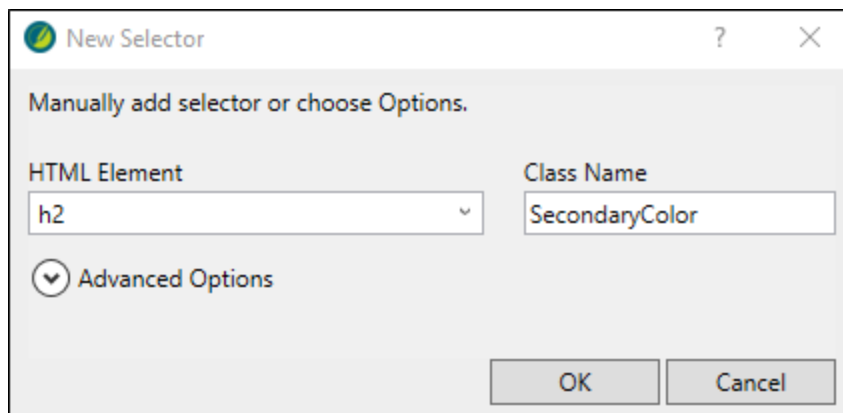 New Selector ?
Manually add selector or choose Options.
HTML Element Class Name
h2 SecondaryColor
Advanced Options
OK Cancel